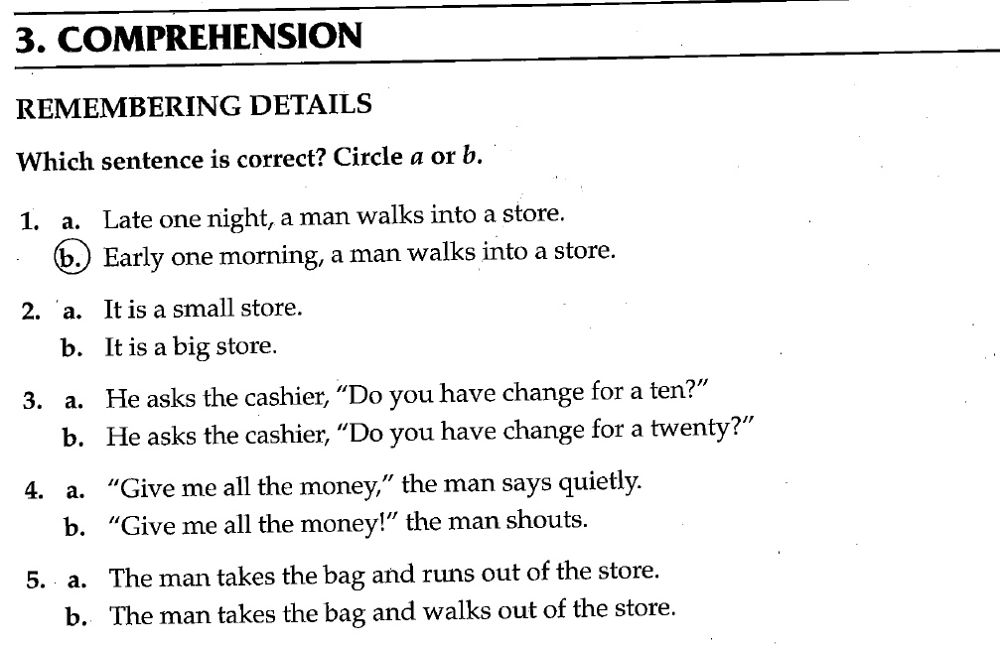 3. COMPREHENSION
REMEMBERING DETAILS
Which sentence is correct? Circle a or b.
1. a. Late one night, a man walks into a store.
b. Early one morning, a man walks into a store.
2. a. It is a small store.
b. It is a big store.
3. a. He asks the cashier, “Do you have change for a ten?”
b. He asks the cashier, “Do you have change for a twenty?”
4. a. “Give me all the money,” the man says quietly.
b. “Give me all the money!” the man shouts.
5. a. The man takes the bag and runs out of the store.
b. The man takes the bag and walks out of the store.